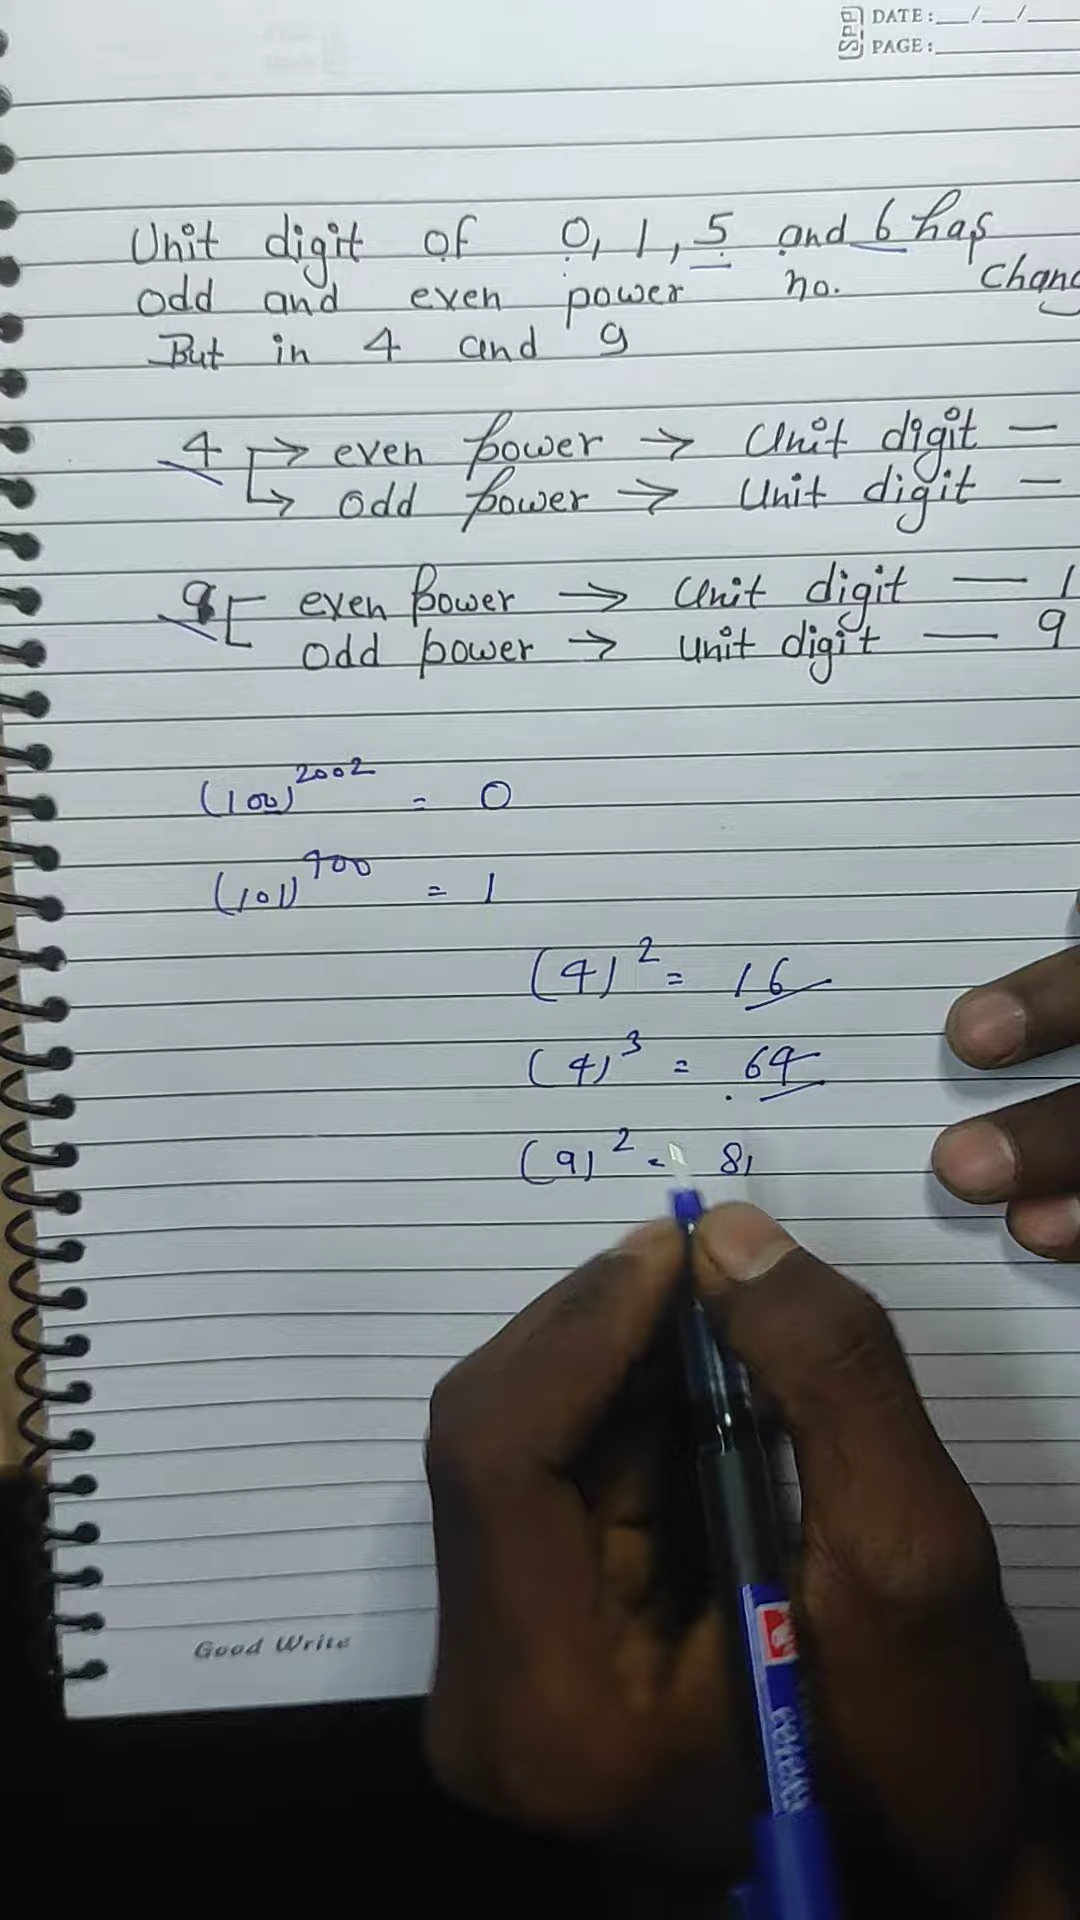 DATE:__/__/__
PAGE:
Unit digit of 0, 1, 5 and 6 has
odd and even power no. Chang
But in 4 and 9
4 → even power → Unit digit —
→ odd power → Unit digit —
9 even power → Unit digit — 1
odd power → unit digit — 9
(100)^2002 = 0
(101)^900 = 1
(4)^2 = 16
(4)^3 = 64
(9)^2 = 81
Good Write